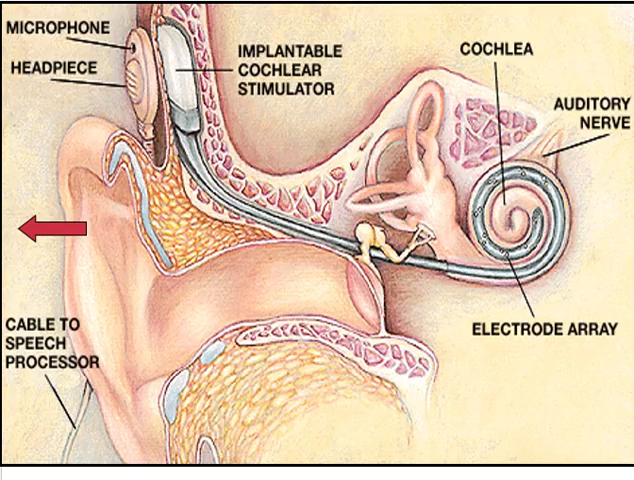 MICROPHONE
HEADPIECE
IMPLANTABLE
COCHLEAR
STIMULATOR
COCHLEA
AUDITORY
NERVE
ELECTRODE ARRAY
CABLE TO
SPEECH
PROCESSOR